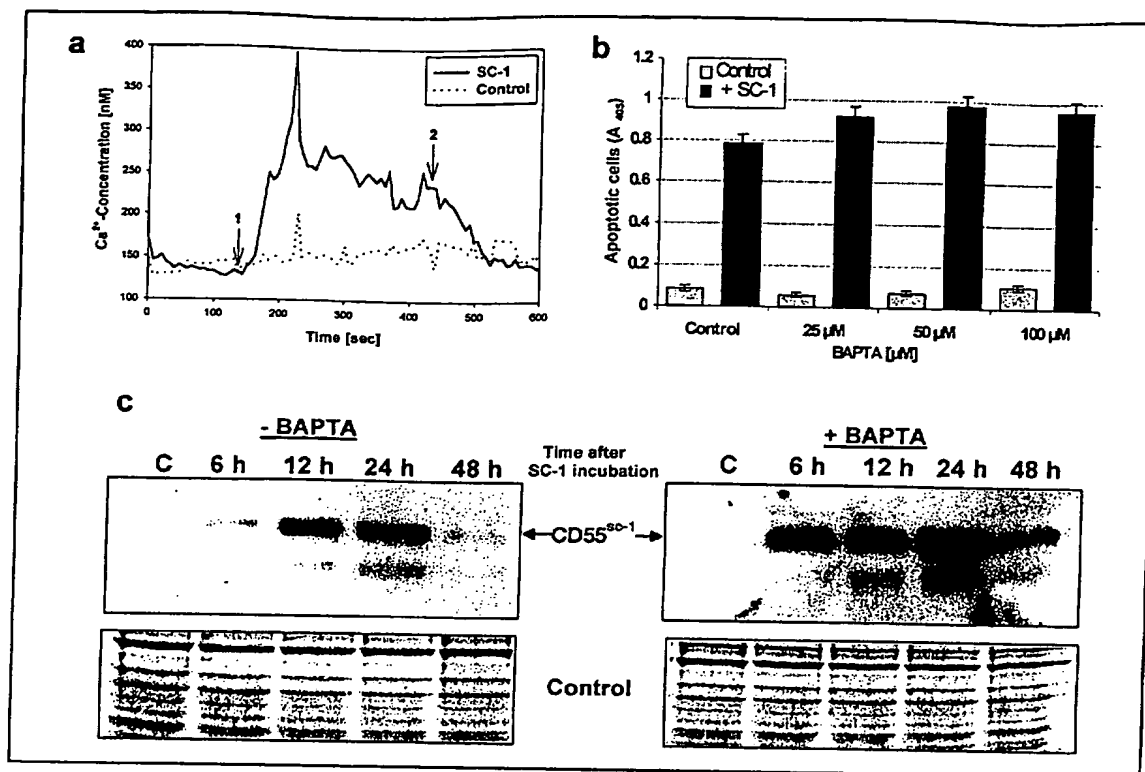 a
400
350
300
250
200
150
100
Ca²⁺-Concentration [nM]
SC-1
Control
1
2
0
100
200
300
400
500
600
Time [sec]
b
1.2
1
0.8
0.6
0.4
0.2
0
Apoptotic cells (A 405)
Control
+ SC-1
Control
25 µM
50 µM
100 µM
BAPTA [µM]
c
- BAPTA
C 6 h 12 h 24 h 48 h
Time after
SC-1 incubation
+ BAPTA
C 6 h 12 h 24 h 48 h
CD55ˢᶜ⁻¹
Control